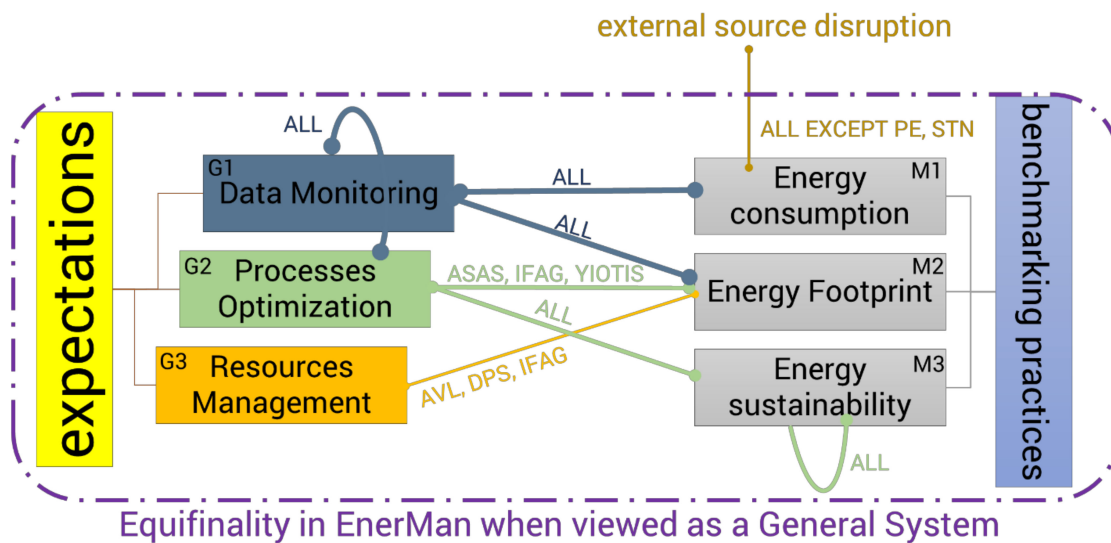 external source disruption
ALL EXCEPT PE, STN
expectations
ALL
G1
Data Monitoring
G2
Processes
Optimization
G3
Resources
Management
ALL
ALL
ASAS, IFAG, YIOTIS
ALL
AVL, DPS, IFAG
M1
Energy
consumption
M2
Energy Footprint
M3
Energy
sustainability
ALL
benchmarking practices
Equifinality in EnerMan when viewed as a General System